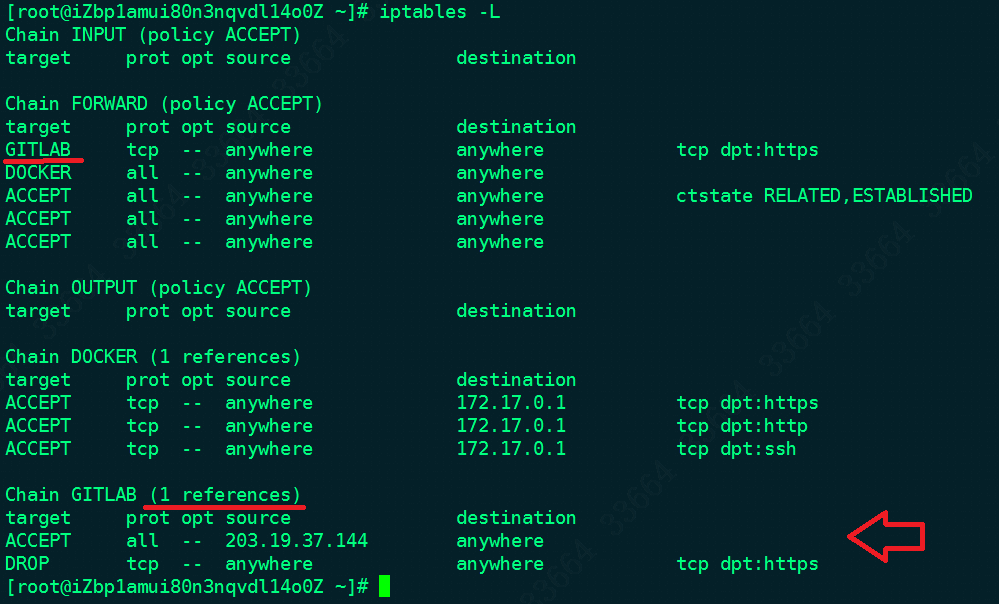 [root@iZbp1amui80n3nqvdl14o0Z ~]# iptables -L
Chain INPUT (policy ACCEPT)
target     prot opt source               destination

Chain FORWARD (policy ACCEPT)
target     prot opt source               destination
GITLAB     tcp  --  anywhere             anywhere            tcp dpt:https
DOCKER     all  --  anywhere             anywhere
ACCEPT     all  --  anywhere             anywhere            ctstate RELATED,ESTABLISHED
ACCEPT     all  --  anywhere             anywhere
ACCEPT     all  --  anywhere             anywhere

Chain OUTPUT (policy ACCEPT)
target     prot opt source               destination

Chain DOCKER (1 references)
target     prot opt source               destination
ACCEPT     tcp  --  anywhere             172.17.0.1          tcp dpt:https
ACCEPT     tcp  --  anywhere             172.17.0.1          tcp dpt:http
ACCEPT     tcp  --  anywhere             172.17.0.1          tcp dpt:ssh

Chain GITLAB (1 references)
target     prot opt source               destination
ACCEPT     all  --  203.19.37.144        anywhere
DROP       tcp  --  anywhere             anywhere            tcp dpt:https
[root@iZbp1amui80n3nqvdl14o0Z ~]#